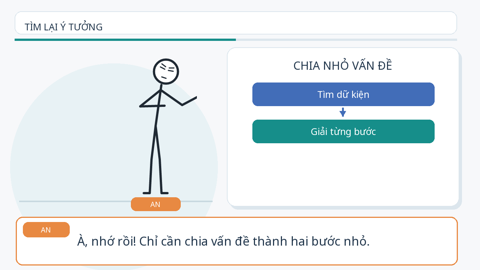 TÌM LẠI Ý TƯỞNG
CHIA NHỎ VẤN ĐỀ
Tìm dữ kiện
Giải từng bước
AN
AN
À, nhớ rồi! Chỉ cần chia vấn đề thành hai bước nhỏ.